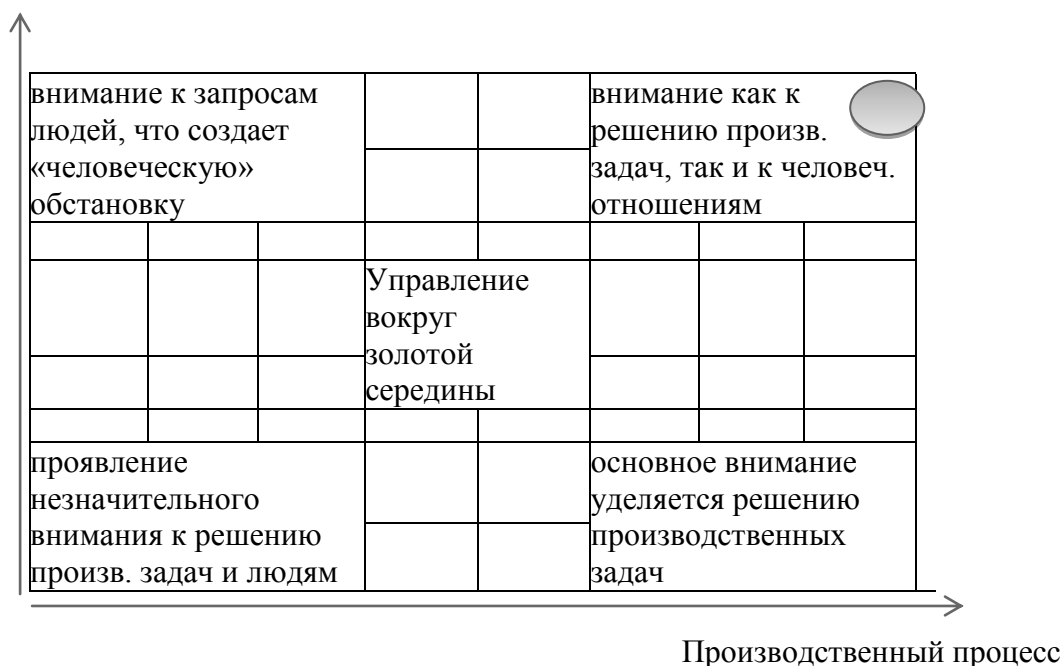 внимание к запросам
людей, что создает
«человеческую»
обстановку
внимание как к
решению произв.
задач, так и к человеч.
отношениям
Управление
вокруг
золотой
середины
проявление
незначительного
внимания к решению
произв. задач и людям
основное внимание
уделяется решению
производственных
задач
Производственный процесс